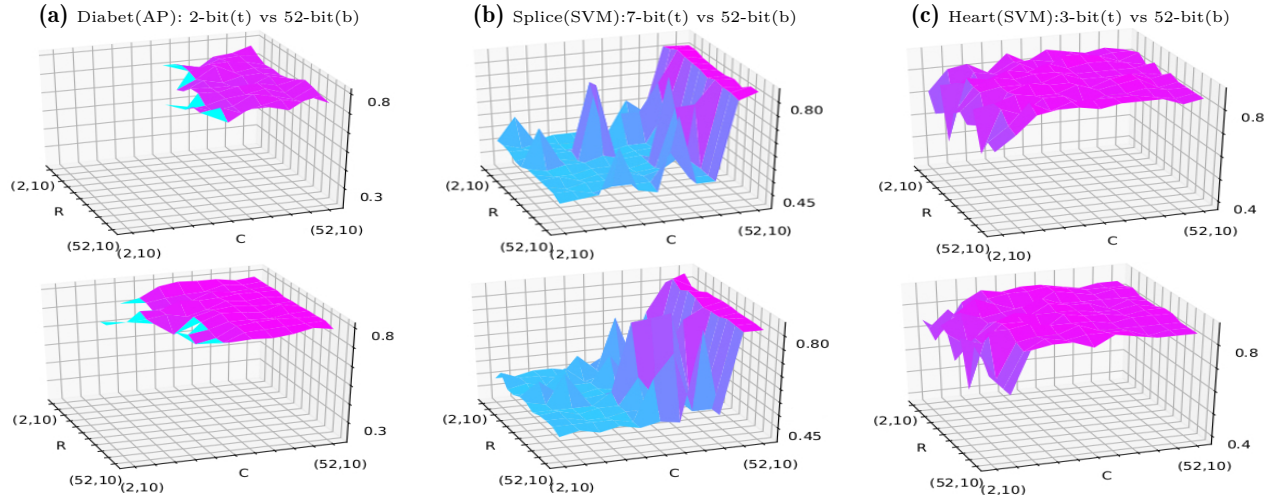 (a) Diabet(AP): 2-bit(t) vs 52-bit(b)
0.8
0.3
(2,10)
R
(52,10)
(2,10)
C
(52,10)
0.8
0.3
(2,10)
R
(52,10)
(2,10)
C
(52,10)
(b) Splice(SVM):7-bit(t) vs 52-bit(b)
0.80
0.45
(2,10)
R
(52,10)
(2,10)
C
(52,10)
0.80
0.45
(2,10)
R
(52,10)
(2,10)
C
(52,10)
(c) Heart(SVM):3-bit(t) vs 52-bit(b)
0.8
0.4
(2,10)
R
(52,10)
(2,10)
C
(52,10)
0.8
0.4
(2,10)
R
(52,10)
(2,10)
C
(52,10)